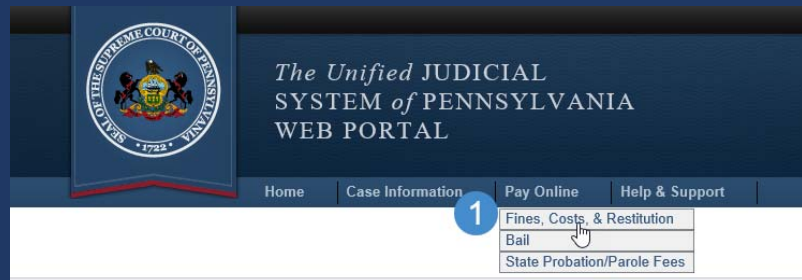 SEAL OF THE SUPREME COURT OF PENNSYLVANIA
•1722•
The Unified JUDICIAL
SYSTEM of PENNSYLVANIA
WEB PORTAL
Home Case Information Pay Online Help & Support
1
Fines, Costs, & Restitution
Bail
State Probation/Parole Fees